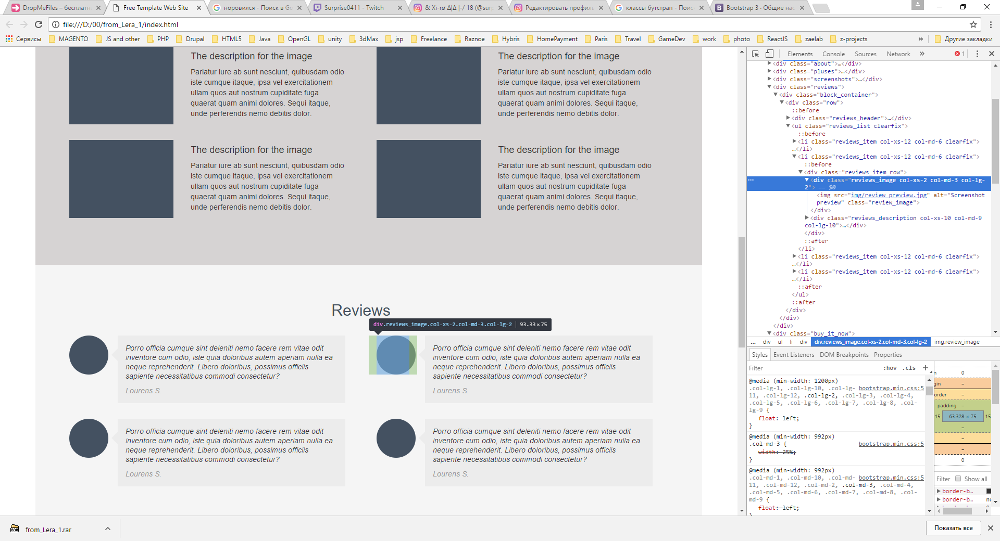 DropMeFiles – бесплатн
Free Template Web Site
норовился - Поиск в Go
Surprise0411 - Twitch
& Xï-rø Δ|Δ |-/ 18 (@surp
Редактировать профиль
классы бутстрап - Поис
Bootstrap 3 · Общие нас
file:///D:/00/from_Lera_1/index.html
Сервисы
MAGENTO
JS and other
PHP
Drupal
HTML5
Java
OpenGL
unity
3dMax
jsp
Freelance
Raznoe
Hybris
HomePayment
Paris
Travel
GameDev
work
photo
ReactJS
zaelab
z-projects
»
Другие закладки
The description for the image
Pariatur iure ab sunt nesciunt, quibusdam odio
iste cumque itaque, ipsa vel exercitationem
ullam quos aut nostrum cupiditate fuga
quaerat quam animi dolores. Sequi itaque,
unde perferendis nemo debitis dolor.
The description for the image
Pariatur iure ab sunt nesciunt, quibusdam odio
iste cumque itaque, ipsa vel exercitationem
ullam quos aut nostrum cupiditate fuga
quaerat quam animi dolores. Sequi itaque,
unde perferendis nemo debitis dolor.
The description for the image
Pariatur iure ab sunt nesciunt, quibusdam odio
iste cumque itaque, ipsa vel exercitationem
ullam quos aut nostrum cupiditate fuga
quaerat quam animi dolores. Sequi itaque,
unde perferendis nemo debitis dolor.
The description for the image
Pariatur iure ab sunt nesciunt, quibusdam odio
iste cumque itaque, ipsa vel exercitationem
ullam quos aut nostrum cupiditate fuga
quaerat quam animi dolores. Sequi itaque,
unde perferendis nemo debitis dolor.
Reviews
div.reviews_image.col-xs-2.col-md-3.col-lg-2 | 93.33 × 75
Porro officia cumque sint deleniti nemo facere rem vitae odit
inventore cum odio, iste quia doloribus autem aperiam nulla ea
neque reprehenderit. Libero doloribus, possimus officiis
sapiente necessitatibus commodi consectetur?
Lourens S.
Porro officia cumque sint deleniti nemo facere rem vitae odit
inventore cum odio, iste quia doloribus autem aperiam nulla ea
neque reprehenderit. Libero doloribus, possimus officiis
sapiente necessitatibus commodi consectetur?
Lourens S.
Porro officia cumque sint deleniti nemo facere rem vitae odit
inventore cum odio, iste quia doloribus autem aperiam nulla ea
neque reprehenderit. Libero doloribus, possimus officiis
sapiente necessitatibus commodi consectetur?
Lourens S.
Porro officia cumque sint deleniti nemo facere rem vitae odit
inventore cum odio, iste quia doloribus autem aperiam nulla ea
neque reprehenderit. Libero doloribus, possimus officiis
sapiente necessitatibus commodi consectetur?
Lourens S.
Elements Console Sources Network » 1
<div class="about">…</div>
<div class="pluses">…</div>
<div class="screenshots">…</div>
<div class="reviews">
<div class="block_container">
<div class="row">
::before
<div class="reviews_header">…</div>
<ul class="reviews_list clearfix">
::before
<li class="reviews_item col-xs-12 col-md-6 clearfix">
…</li>
<li class="reviews_item col-xs-12 col-md-6 clearfix">
::before
<div class="reviews_item_row">
<div class="reviews_image col-xs-2 col-md-3 col-lg-
2"> == $0
<img src="img/review_preview.jpg" alt="Screenshot
preview" class="review_image">
</div>
<div class="reviews_description col-xs-10 col-md-9
col-lg-10">…</div>
</div>
::after
</li>
<li class="reviews_item col-xs-12 col-md-6 clearfix">
…</li>
<li class="reviews_item col-xs-12 col-md-6 clearfix">
…</li>
::after
</ul>
::after
</div>
</div>
</div>
<div class="buy_it_now">
... div ul li div div.reviews_image.col-xs-2.col-md-3.col-lg-2 img.review_image
Styles Event Listeners DOM Breakpoints Properties
Filter :hov .cls +
@media (min-width: 1200px)
.col-lg-1, .col-lg-10, .col-lg- bootstrap.min.css:5
11, .col-lg-12, .col-lg-2, .col-lg-3, .col-lg-4,
.col-lg-5, .col-lg-6, .col-lg-7, .col-lg-8, .col-
lg-9 {
float: left;
}
@media (min-width: 992px)
.col-md-3 { bootstrap.min.css:5
width: 25%;
}
@media (min-width: 992px)
.col-md-1, .col-md-10, .col-md- bootstrap.min.css:5
11, .col-md-12, .col-md-2, .col-md-3, .col-md-4,
.col-md-5, .col-md-6, .col-md-7, .col-md-8, .col-
md-9 {
float: left;
}
n 0
gin –
order –
padding –
15 63.328 × 75 15
–
–
–
0
Filter Show all
border-b…
border-b… no
from_Lera_1.rar
Показать все